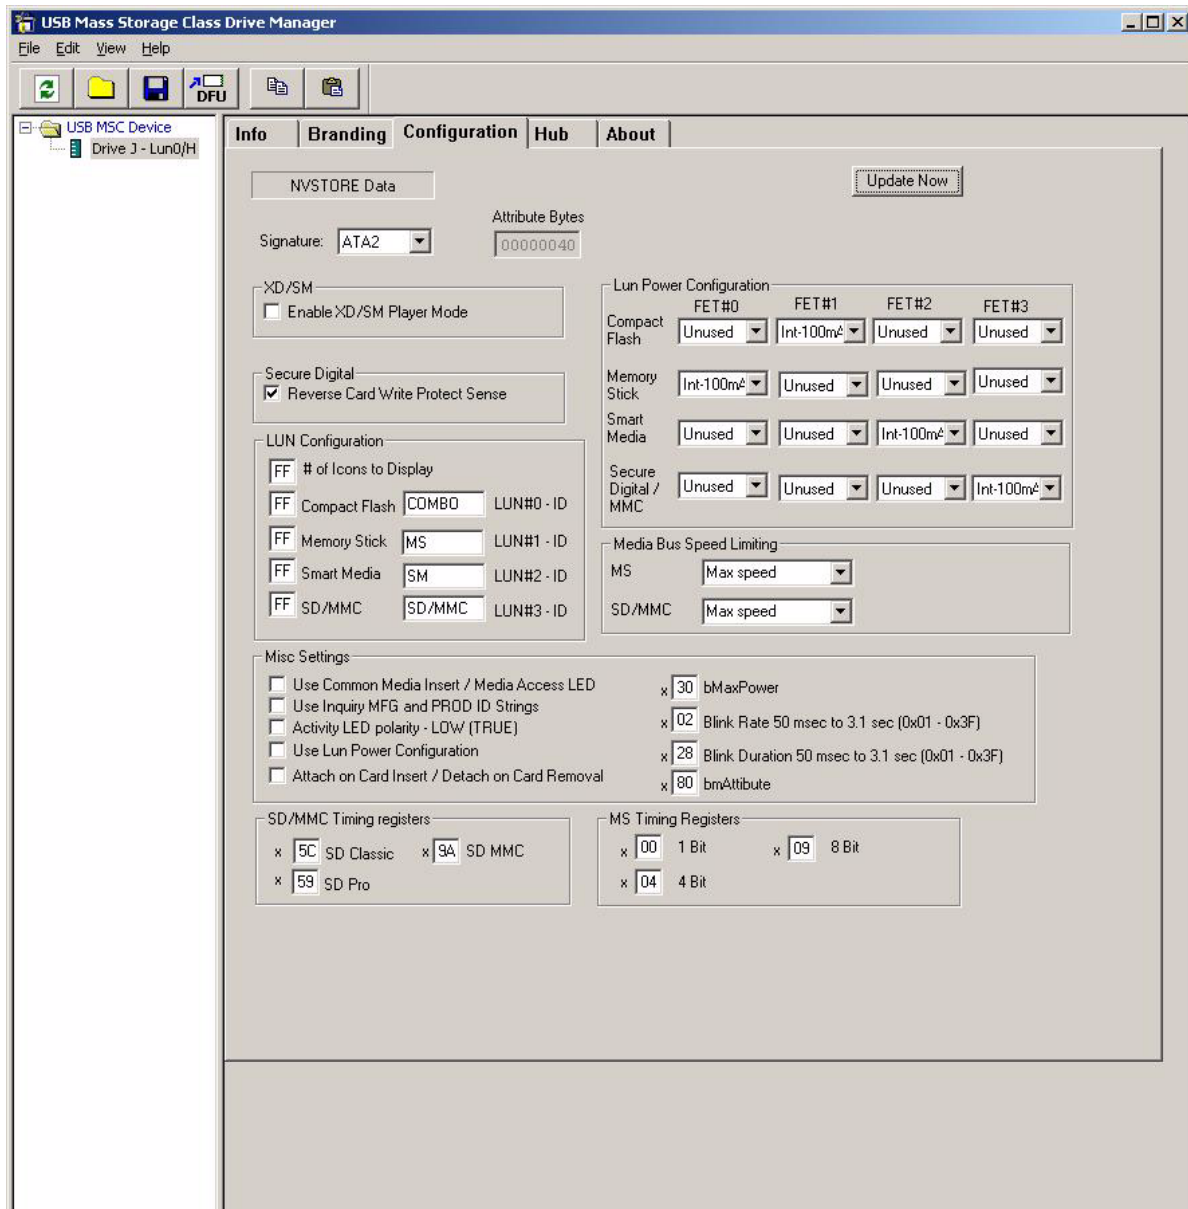 USB Mass Storage Class Drive Manager
File Edit View Help
DFU
USB MSC Device
Drive J - Lun0/H
Info Branding Configuration Hub About
NVSTORE Data
Update Now
Attribute Bytes
Signature: ATA2 00000040
XD/SM
Enable XD/SM Player Mode
Secure Digital
Reverse Card Write Protect Sense
LUN Configuration
FF # of Icons to Display
FF Compact Flash COMBO LUN#0 - ID
FF Memory Stick MS LUN#1 - ID
FF Smart Media SM LUN#2 - ID
FF SD/MMC SD/MMC LUN#3 - ID
Lun Power Configuration
FET#0 FET#1 FET#2 FET#3
Compact
Flash
Unused Int-100mA Unused Unused
Memory
Stick
Int-100mA Unused Unused Unused
Smart
Media
Unused Unused Int-100mA Unused
Secure
Digital /
MMC
Unused Unused Unused Int-100mA
Media Bus Speed Limiting
MS Max speed
SD/MMC Max speed
Misc Settings
Use Common Media Insert / Media Access LED
Use Inquiry MFG and PROD ID Strings
Activity LED polarity - LOW (TRUE)
Use Lun Power Configuration
Attach on Card Insert / Detach on Card Removal
x 30 bMaxPower
x 02 Blink Rate 50 msec to 3.1 sec (0x01 - 0x3F)
x 28 Blink Duration 50 msec to 3.1 sec (0x01 - 0x3F)
x 80 bmAttibute
SD/MMC Timing registers
x 5C SD Classic x 9A SD MMC
x 59 SD Pro
MS Timing Registers
x 00 1 Bit x 09 8 Bit
x 04 4 Bit